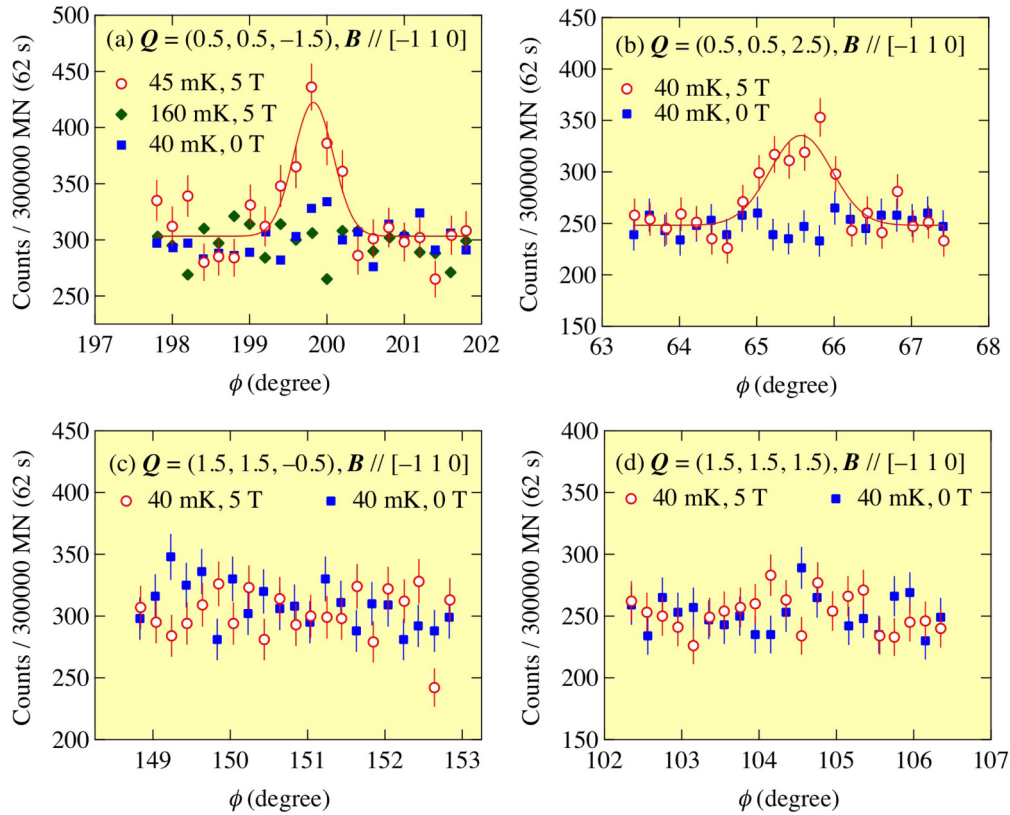 (a) Q = (0.5, 0.5, –1.5), B // [–1 1 0]
45 mK, 5 T
160 mK, 5 T
40 mK, 0 T
Counts / 300000 MN (62 s)
500
450
400
350
300
250
197 198 199 200 201 202
ϕ (degree)
(b) Q = (0.5, 0.5, 2.5), B // [–1 1 0]
40 mK, 5 T
40 mK, 0 T
Counts / 300000 MN (62 s)
450
400
350
300
250
200
150
63 64 65 66 67 68
ϕ (degree)
(c) Q = (1.5, 1.5, –0.5), B // [–1 1 0]
40 mK, 5 T 40 mK, 0 T
Counts / 300000 MN (62 s)
450
400
350
300
250
200
149 150 151 152 153
ϕ (degree)
(d) Q = (1.5, 1.5, 1.5), B // [–1 1 0]
40 mK, 5 T 40 mK, 0 T
Counts / 300000 MN (62 s)
400
350
300
250
200
150
102 103 104 105 106 107
ϕ (degree)